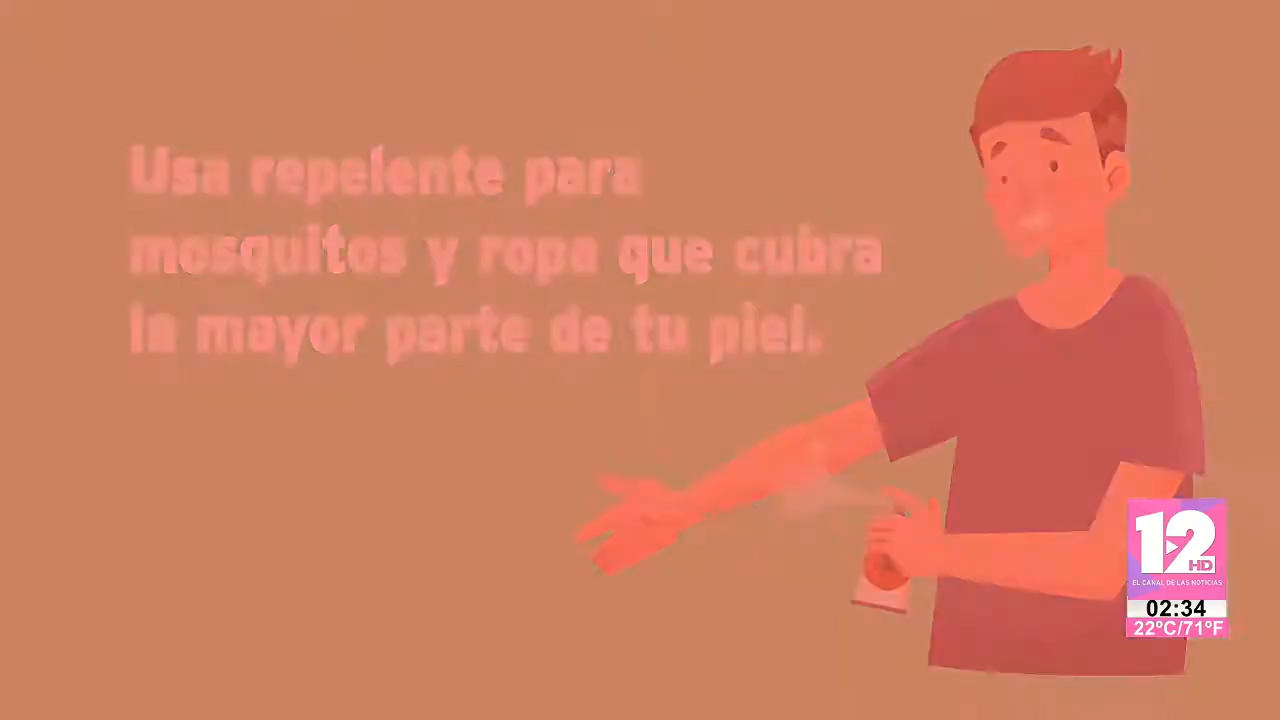 Usa repelente para
mosquitos y ropa que cubra
la mayor parte de tu piel.
12
HD
EL CANAL DE LAS NOTICIAS
02:34
22°C/71°F